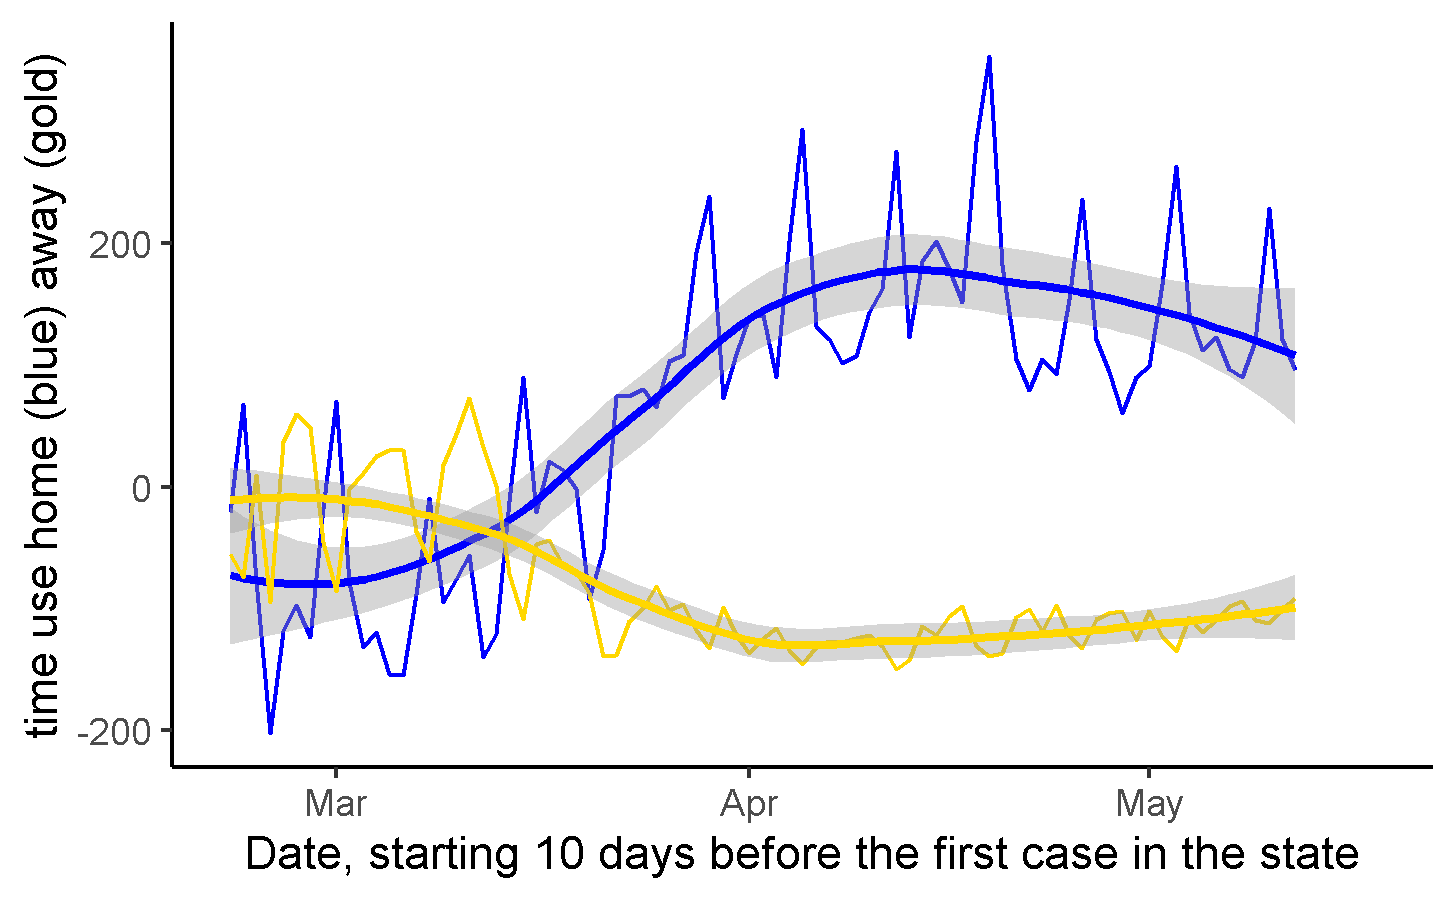 time use home (blue) away (gold)
200
0
-200
Mar
Apr
May
Date, starting 10 days before the first case in the state